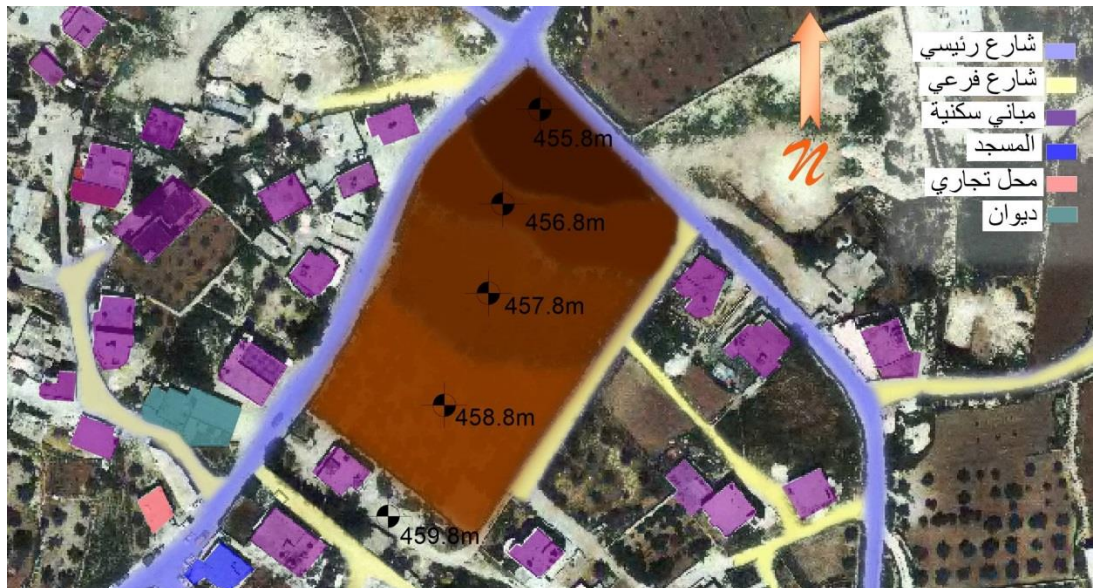 شارع رئيسي
شارع فرعي
مباني سكنية
المسجد
محل تجاري
ديوان
n
455.8m
456.8m
457.8m
458.8m
459.8m